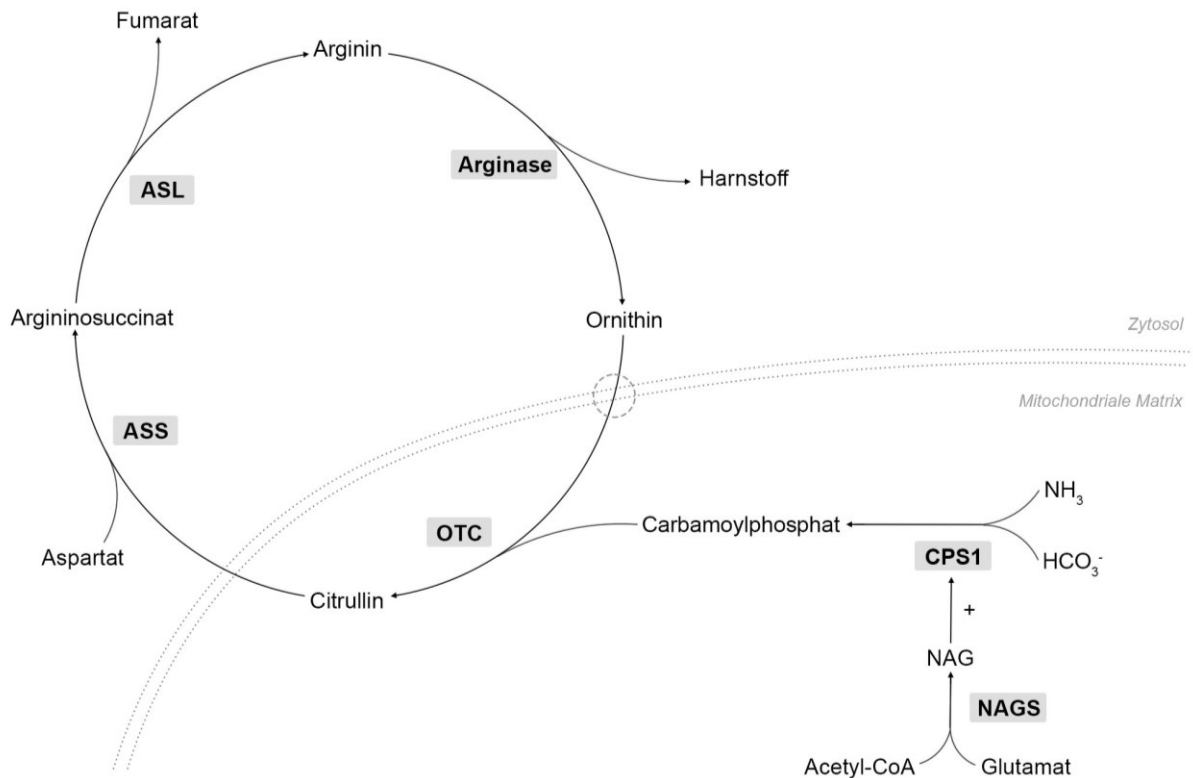 Fumarat
Arginin
Arginase
Harnstoff
ASL
Argininosuccinat
Ornithin
Zytosol
Mitochondriale Matrix
ASS
NH₃
OTC
Carbamoylphosphat
Aspartat
CPS1
HCO₃⁻
Citrullin
+
NAG
NAGS
Acetyl-CoA
Glutamat